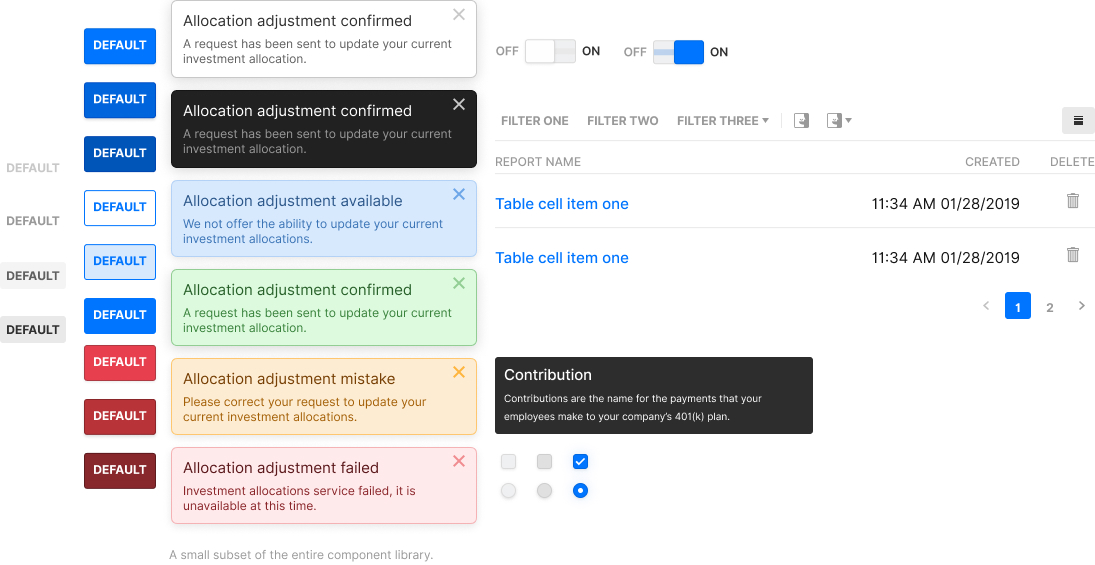 DEFAULT
DEFAULT
DEFAULT
DEFAULT
DEFAULT
DEFAULT
DEFAULT
DEFAULT
DEFAULT
DEFAULT
DEFAULT
DEFAULT
DEFAULT
Allocation adjustment confirmed
A request has been sent to update your current
investment allocation.
Allocation adjustment confirmed
A request has been sent to update your current
investment allocation.
Allocation adjustment available
We not offer the ability to update your current
investment allocations.
Allocation adjustment confirmed
A request has been sent to update your current
investment allocation.
Allocation adjustment mistake
Please correct your request to update your
current investment allocations.
Allocation adjustment failed
Investment allocations service failed, it is
unavailable at this time.
A small subset of the entire component library.
OFF ON OFF ON
FILTER ONE FILTER TWO FILTER THREE
REPORT NAME CREATED DELETE
Table cell item one 11:34 AM 01/28/2019
Table cell item one 11:34 AM 01/28/2019
1 2
Contribution
Contributions are the name for the payments that your
employees make to your company’s 401(k) plan.